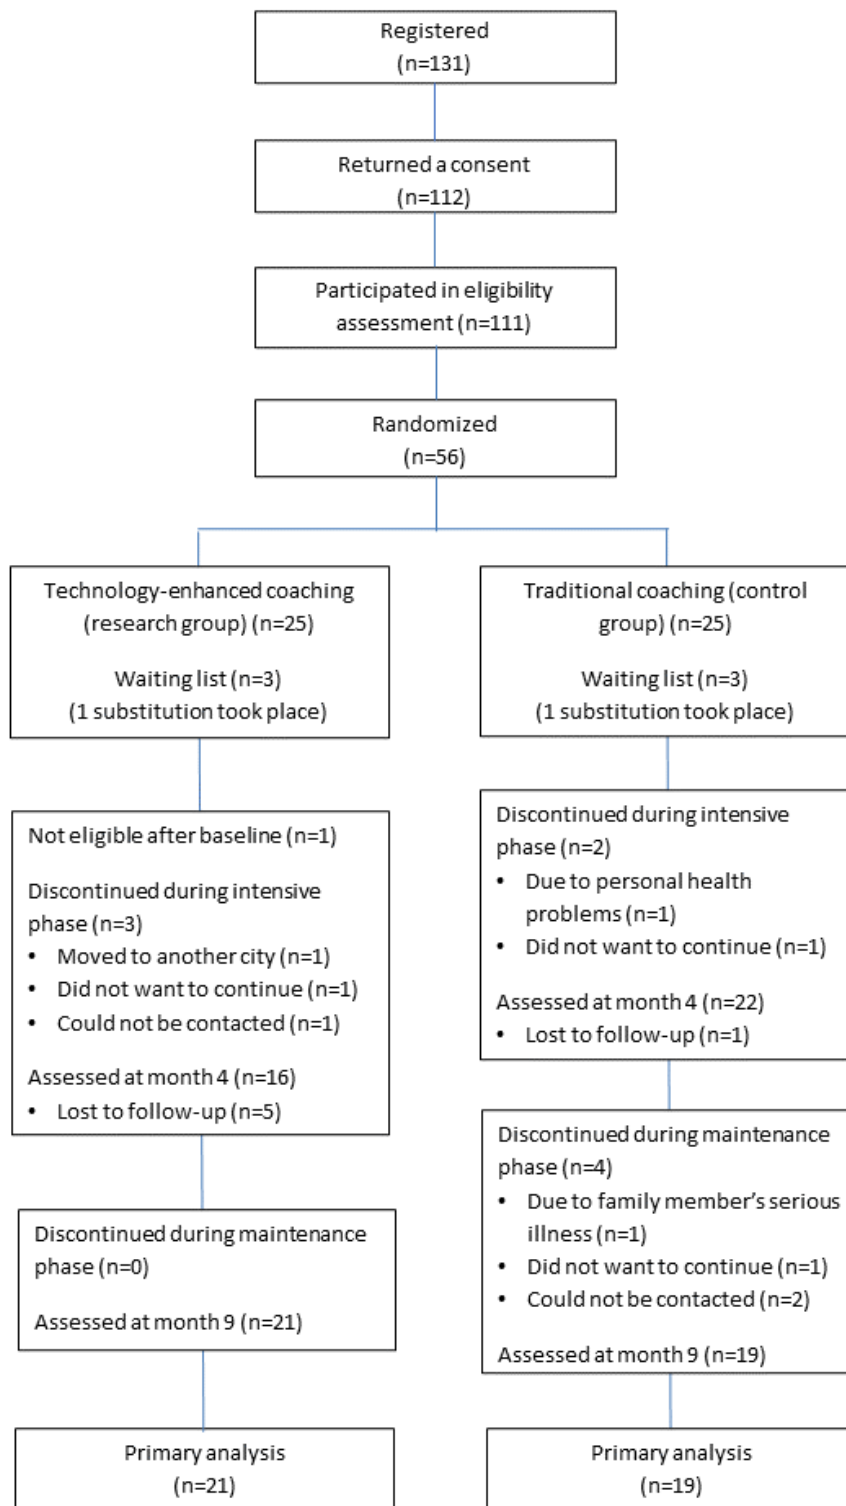 Registered
(n=131)
Returned a consent
(n=112)
Participated in eligibility
assessment (n=111)
Randomized
(n=56)
Technology-enhanced coaching
(research group) (n=25)
Waiting list (n=3)
(1 substitution took place)
Traditional coaching (control
group) (n=25)
Waiting list (n=3)
(1 substitution took place)
Not eligible after baseline (n=1)
Discontinued during intensive
phase (n=3)
• Moved to another city (n=1)
• Did not want to continue (n=1)
• Could not be contacted (n=1)
Assessed at month 4 (n=16)
• Lost to follow-up (n=5)
Discontinued during intensive
phase (n=2)
• Due to personal health
problems (n=1)
• Did not want to continue (n=1)
Assessed at month 4 (n=22)
• Lost to follow-up (n=1)
Discontinued during maintenance
phase (n=0)
Assessed at month 9 (n=21)
Discontinued during maintenance
phase (n=4)
• Due to family member's serious
illness (n=1)
• Did not want to continue (n=1)
• Could not be contacted (n=2)
Assessed at month 9 (n=19)
Primary analysis
(n=21)
Primary analysis
(n=19)